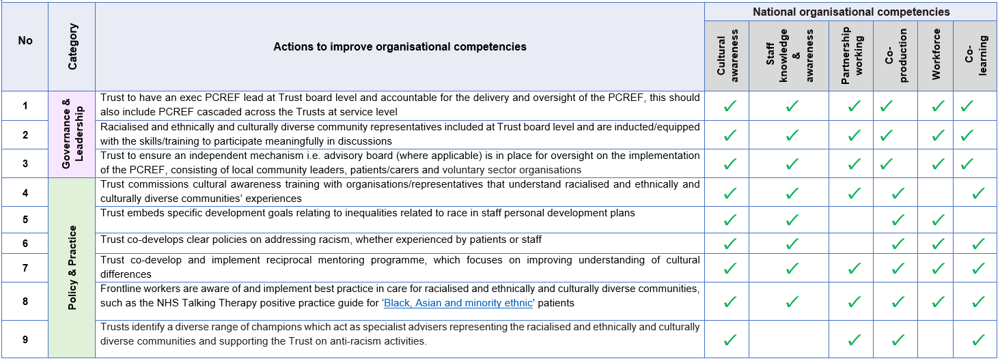 National organisational competencies
No
Category
Actions to improve organisational competencies
Cultural
awareness
Staff
knowledge
&
awareness
Partnership
working
Co-
production
Workforce
Co-
learning
Governance &
Leadership
1
Trust to have an exec PCREF lead at Trust board level and accountable for the delivery and oversight of the PCREF, this should
also include PCREF cascaded across the Trusts at service level
✓ ✓ ✓ ✓ ✓ ✓
2
Racialised and ethnically and culturally diverse community representatives included at Trust board level and are inducted/equipped
with the skills/training to participate meaningfully in discussions
✓ ✓ ✓ ✓ ✓ ✓
3
Trust to ensure an independent mechanism i.e. advisory board (where applicable) is in place for oversight on the implementation
of the PCREF, consisting of local community leaders, patients/carers and voluntary sector organisations
✓ ✓ ✓ ✓ ✓ ✓
Policy & Practice
4
Trust commissions cultural awareness training with organisations/representatives that understand racialised and ethnically and
culturally diverse communities' experiences
✓ ✓ ✓ ✓ ✓
5
Trust embeds specific development goals relating to inequalities related to race in staff personal development plans
✓ ✓ ✓ ✓
6
Trust co-develops clear policies on addressing racism, whether experienced by patients or staff
✓ ✓ ✓ ✓ ✓
7
Trust co-develop and implement reciprocal mentoring programme, which focuses on improving understanding of cultural
differences
✓ ✓ ✓ ✓ ✓ ✓
8
Frontline workers are aware of and implement best practice in care for racialised and ethnically and culturally diverse communities,
such as the NHS Talking Therapy positive practice guide for 'Black, Asian and minority ethnic' patients
✓ ✓ ✓ ✓ ✓ ✓
9
Trusts identify a diverse range of champions which act as specialist advisers representing the racialised and ethnically and culturally
diverse communities and supporting the Trust on anti-racism activities.
✓ ✓ ✓ ✓